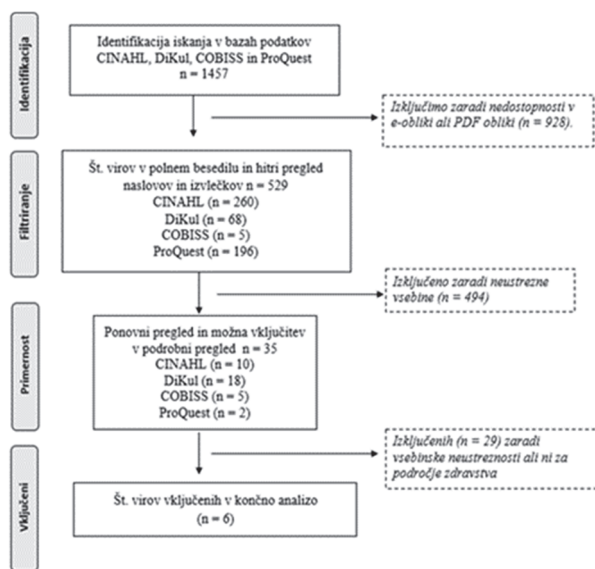 Identifikacija
Identifikacija iskanja v bazah podatkov
CINAHL, DiKul, COBISS in ProQuest
n = 1457
Izključimo zaradi nedostopnosti v
e-obliki ali PDF obliki (n = 928).
Filtriranje
Št. virov v polnem besedilu in hitri pregled
naslovov in izvlečkov n = 529
CINAHL (n = 260)
DiKul (n = 68)
COBISS (n = 5)
ProQuest (n = 196)
Izključeno zaradi neustrezne
vsebine (n = 494)
Primernost
Ponovni pregled in možna vključitev
v podrobni pregled n = 35
CINAHL (n = 10)
DiKul (n = 18)
COBISS (n = 5)
ProQuest (n = 2)
Izključenih (n = 29) zaradi
vsebinske neustreznosti ali ni za
področje zdravstva
Vključeni
Št. virov vključenih v končno analizo
(n = 6)